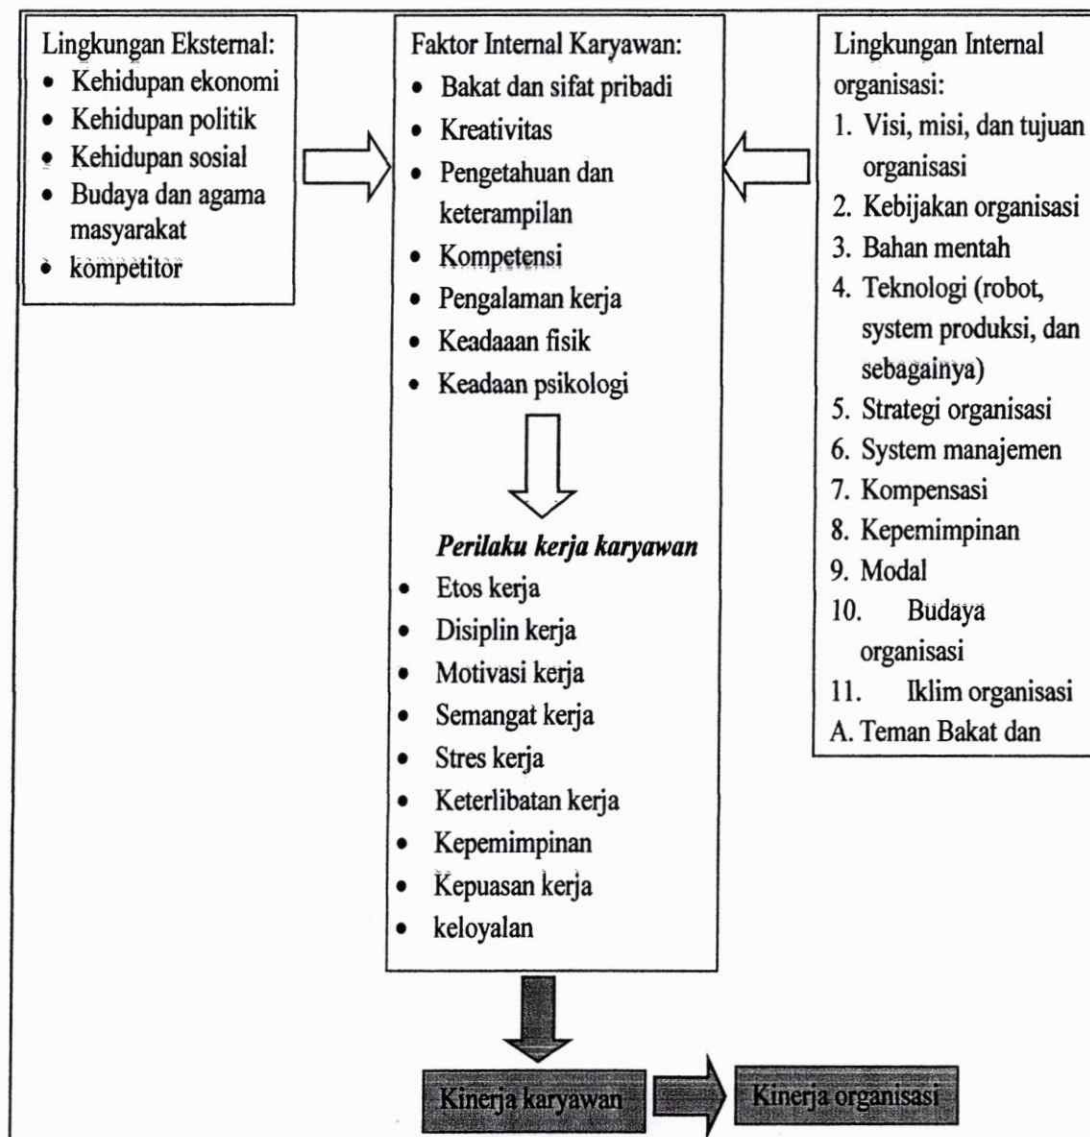 Lingkungan Eksternal:
• Kehidupan ekonomi
• Kehidupan politik
• Kehidupan sosial
• Budaya dan agama
masyarakat
• kompetitor
Faktor Internal Karyawan:
• Bakat dan sifat pribadi
• Kreativitas
• Pengetahuan dan
keterampilan
• Kompetensi
• Pengalaman kerja
• Keadaaan fisik
• Keadaan psikologi
Perilaku kerja karyawan
• Etos kerja
• Disiplin kerja
• Motivasi kerja
• Semangat kerja
• Stres kerja
• Keterlibatan kerja
• Kepemimpinan
• Kepuasan kerja
• keloyalan
Lingkungan Internal
organisasi:
1. Visi, misi, dan tujuan
organisasi
2. Kebijakan organisasi
3. Bahan mentah
4. Teknologi (robot,
system produksi, dan
sebagainya)
5. Strategi organisasi
6. System manajemen
7. Kompensasi
8. Kepemimpinan
9. Modal
10. Budaya
organisasi
11. Iklim organisasi
A. Teman Bakat dan
Kinerja karyawan
Kinerja organisasi